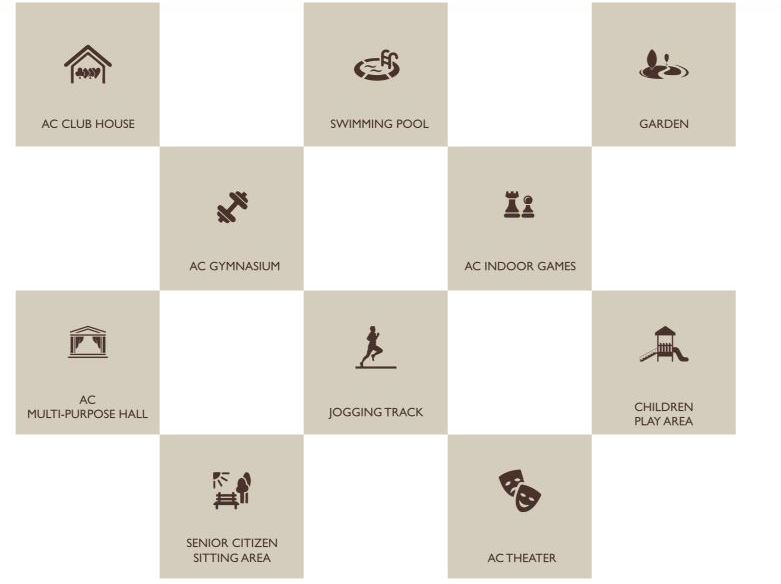 AC CLUB HOUSE
SWIMMING POOL
GARDEN
AC GYMNASIUM
AC INDOOR GAMES
AC
MULTI-PURPOSE HALL
JOGGING TRACK
CHILDREN
PLAY AREA
SENIOR CITIZEN
SITTING AREA
AC THEATER